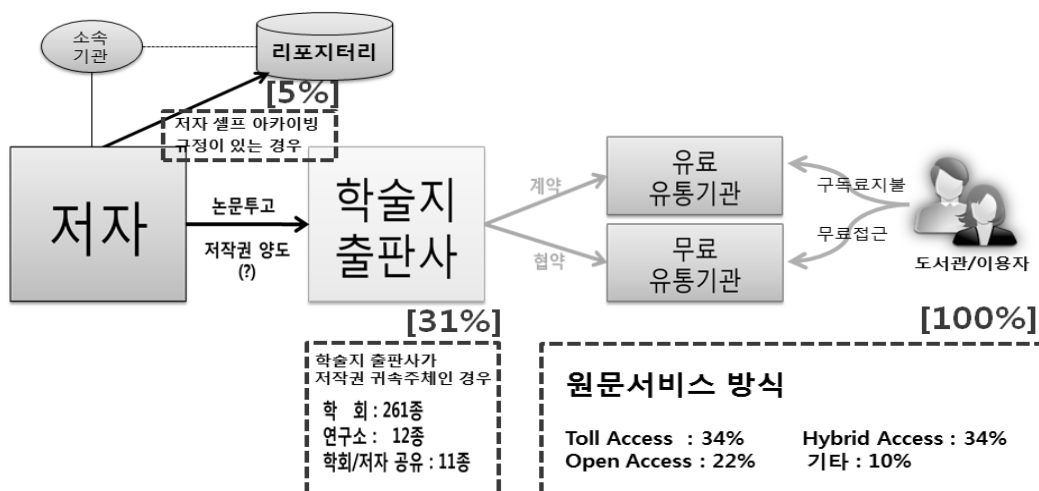 소속
기관
리포지터리
[5%]
저자 셀프 아카이빙
규정이 있는 경우
저자
논문투고
저작권 양도
(?)
학술지
출판사
[31%]
계약
협약
유료
유통기관
무료
유통기관
구독료지불
무료접근
도서관/이용자
[100%]
학술지 출판사가
저작권 귀속주체인 경우
학 회 : 261종
연구소 : 12종
학회/저자 공유 : 11종
원문서비스 방식
Toll Access : 34% Hybrid Access : 34%
Open Access : 22% 기타 : 10%